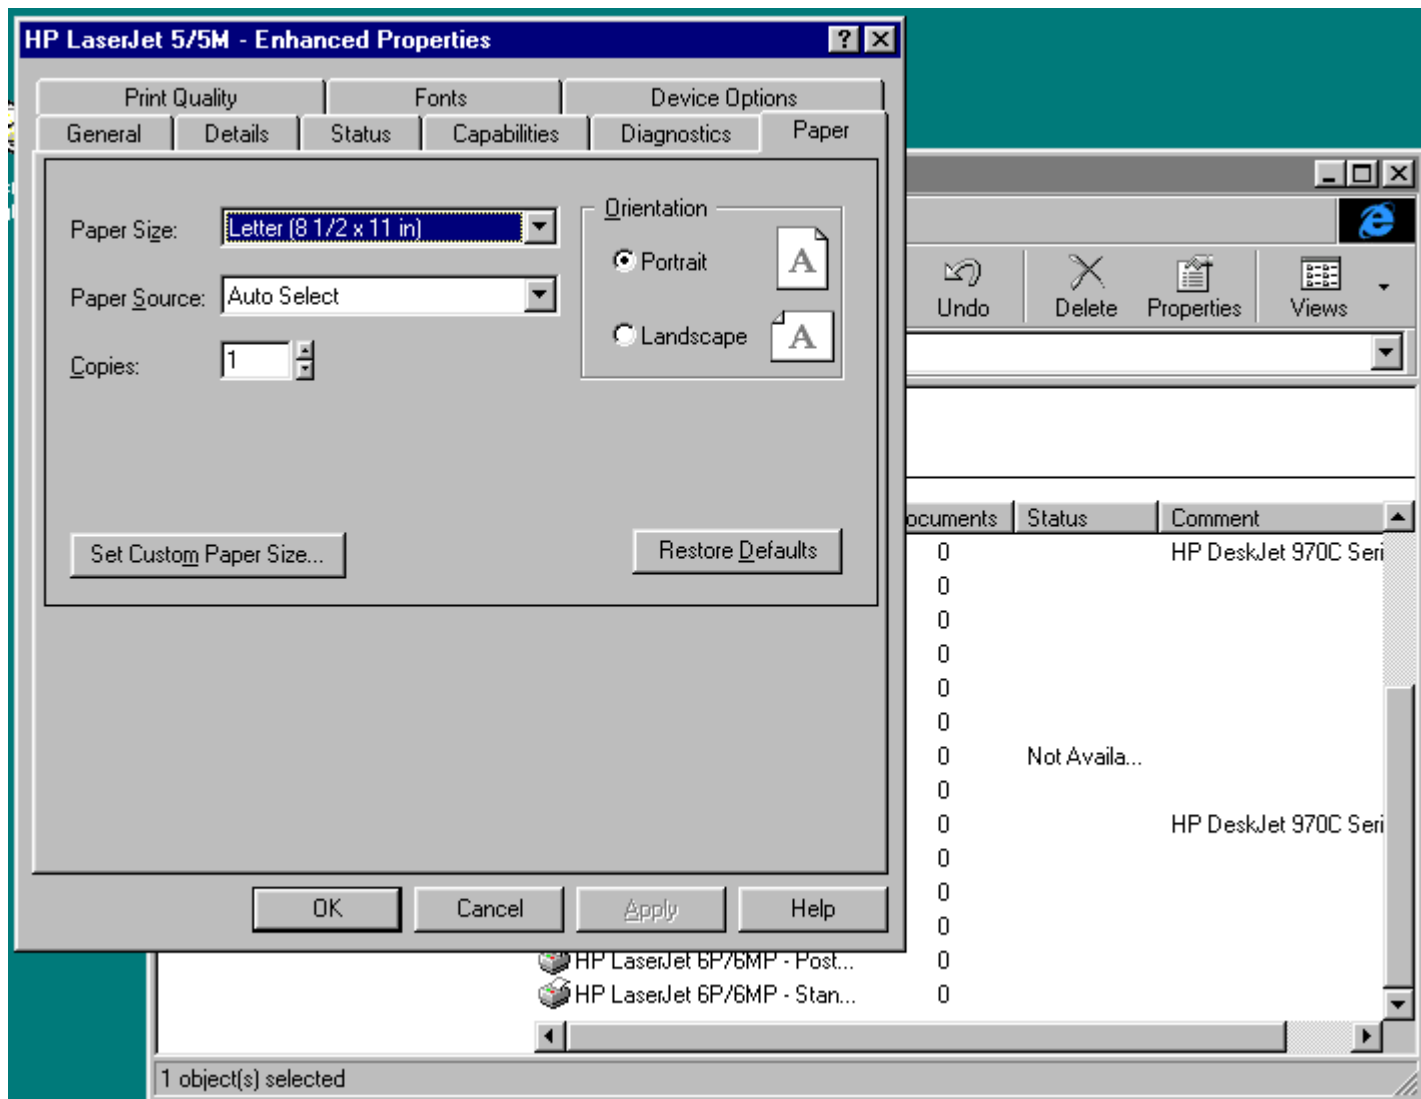 HP LaserJet 5/5M - Enhanced Properties
Print Quality Fonts Device Options
General Details Status Capabilities Diagnostics Paper
Paper Size: Letter (8 1/2 x 11 in)
Paper Source: Auto Select
Copies: 1
Orientation
Portrait A
Landscape A
Set Custom Paper Size... Restore Defaults
OK Cancel Apply Help
Undo Delete Properties Views
ocuments Status Comment
0 HP DeskJet 970C Seri
0
0
0
0
0
0 Not Availa...
0
0 HP DeskJet 970C Seri
0
0
0
HP LaserJet 6P/6MP - Post... 0
HP LaserJet 6P/6MP - Stan... 0
1 object(s) selected